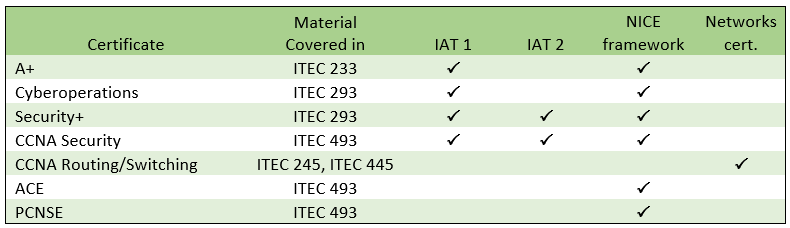 Material NICE Networks
Certificate Covered in IAT 1 IAT 2 framework cert.
A+ ITEC 233 ✓ ✓
Cyberoperations ITEC 293 ✓ ✓
Security+ ITEC 293 ✓ ✓ ✓
CCNA Security ITEC 493 ✓ ✓ ✓
CCNA Routing/Switching ITEC 245, ITEC 445 ✓
ACE ITEC 493 ✓
PCNSE ITEC 493 ✓